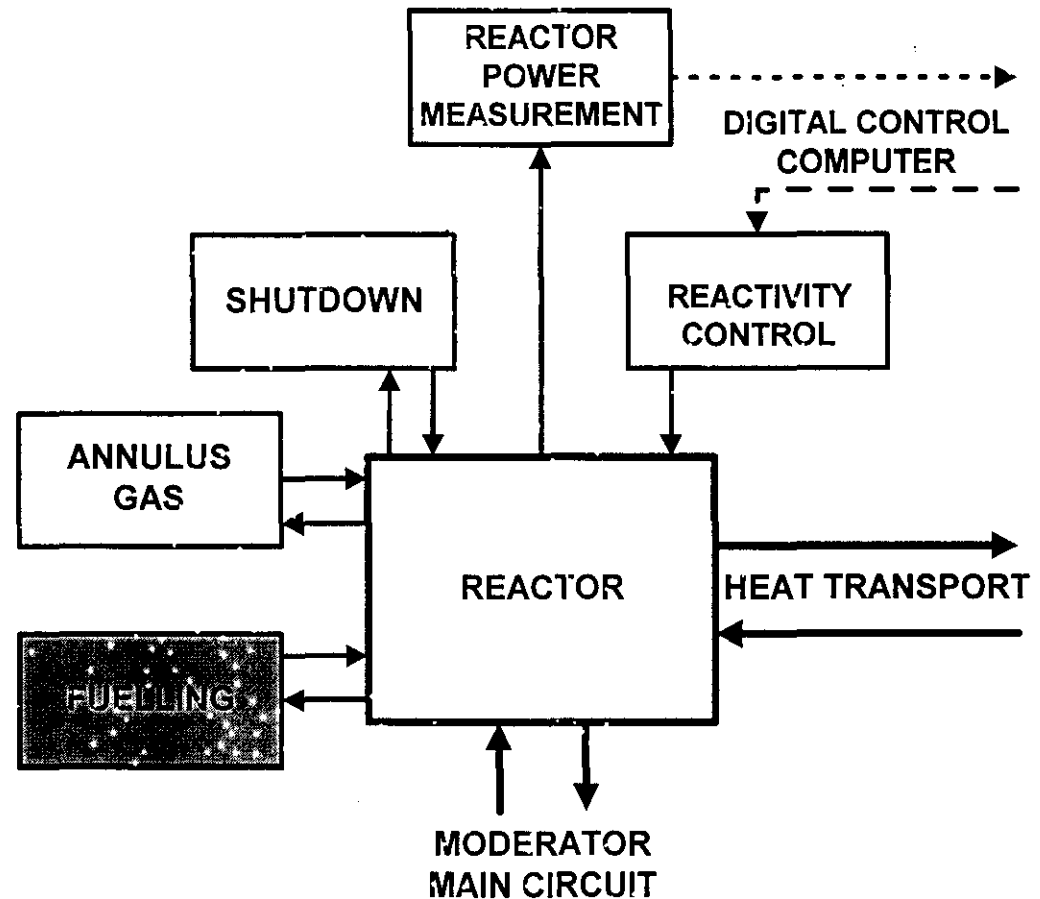 REACTOR
POWER
MEASUREMENT
DIGITAL CONTROL
COMPUTER
SHUTDOWN
REACTIVITY
CONTROL
ANNULUS
GAS
REACTOR
HEAT TRANSPORT
FUELLING
MODERATOR
MAIN CIRCUIT